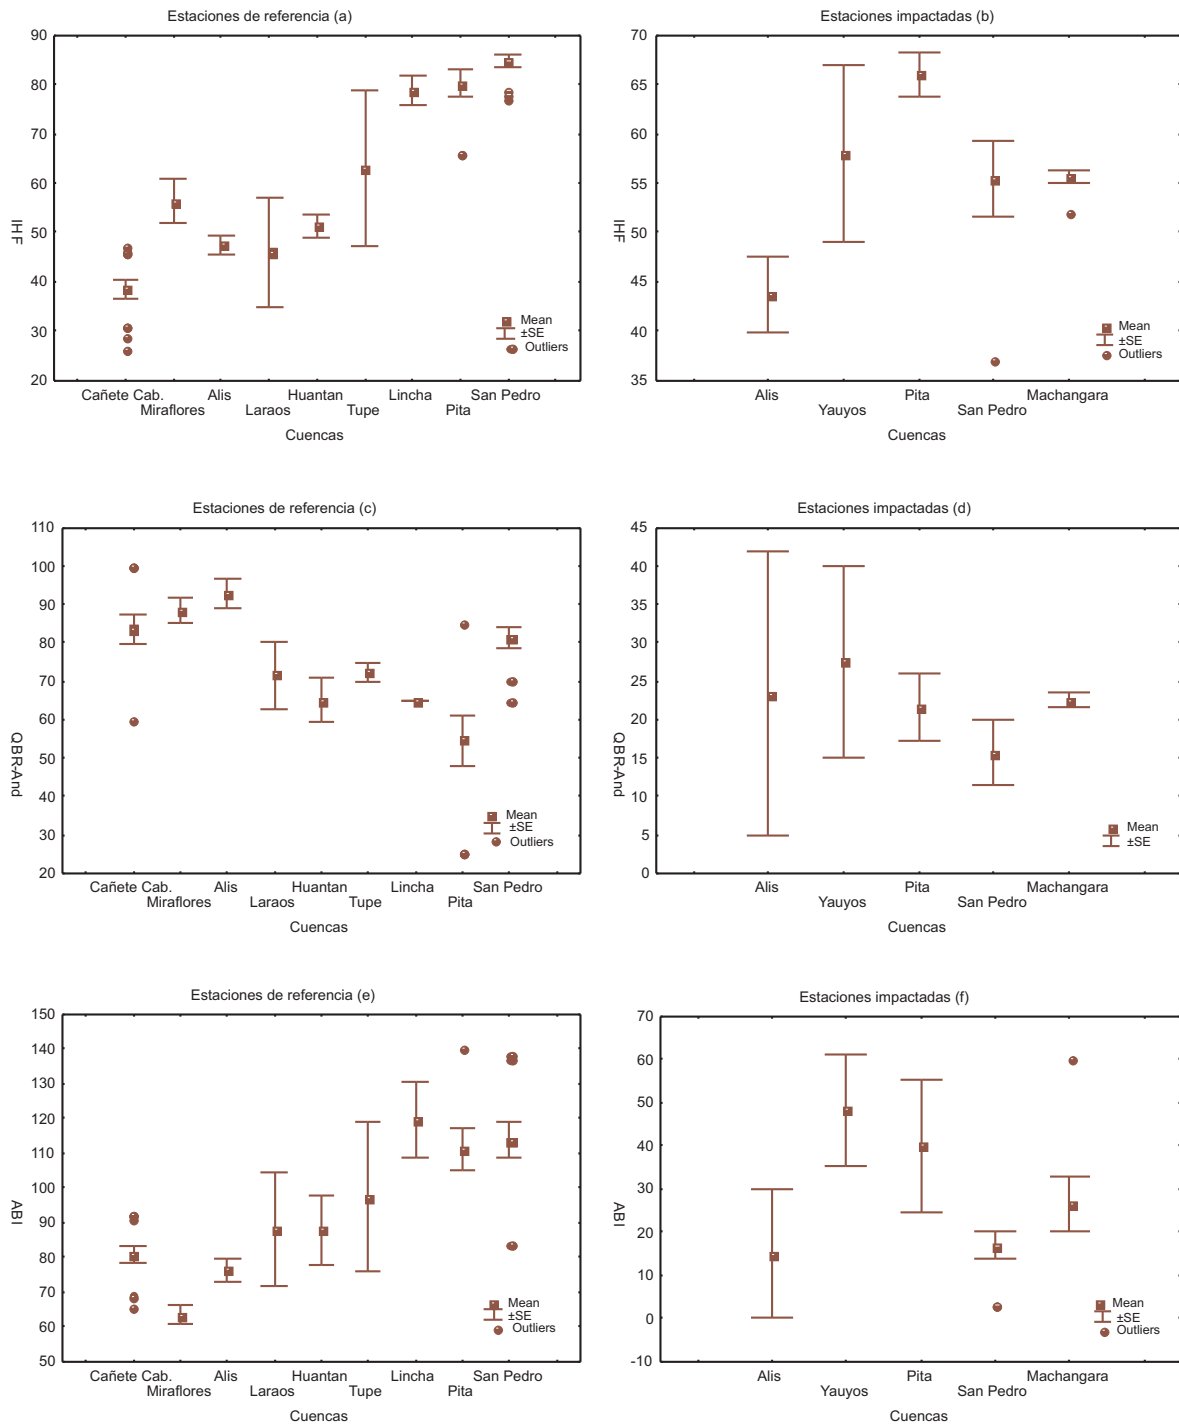 Estaciones de referencia (a)
90
80
70
60
50
40
30
20
IHF
Mean
±SE
Outliers
Cañete Cab.
Alis
Huantan
Lincha
San Pedro
Miraflores
Laraos
Tupe
Pita
Cuencas
Estaciones impactadas (b)
70
65
60
55
50
45
40
35
IHF
Mean
±SE
Outliers
Alis
Pita
Machangara
Yauyos
San Pedro
Cuencas
Estaciones de referencia (c)
110
100
90
80
70
60
50
40
30
20
QBR-And
Mean
±SE
Outliers
Cañete Cab.
Alis
Huantan
Lincha
San Pedro
Miraflores
Laraos
Tupe
Pita
Cuencas
Estaciones impactadas (d)
45
40
35
30
25
20
15
10
5
0
QBR-And
Mean
±SE
Alis
Pita
Machangara
Yauyos
San Pedro
Cuencas
Estaciones de referencia (e)
150
140
130
120
110
100
90
80
70
60
50
ABI
Mean
±SE
Outliers
Cañete Cab.
Alis
Huantan
Lincha
San Pedro
Miraflores
Laraos
Tupe
Pita
Cuencas
Estaciones impactadas (f)
70
60
50
40
30
20
10
0
-10
ABI
Mean
±SE
Outliers
Alis
Pita
Machangara
Yauyos
San Pedro
Cuencas